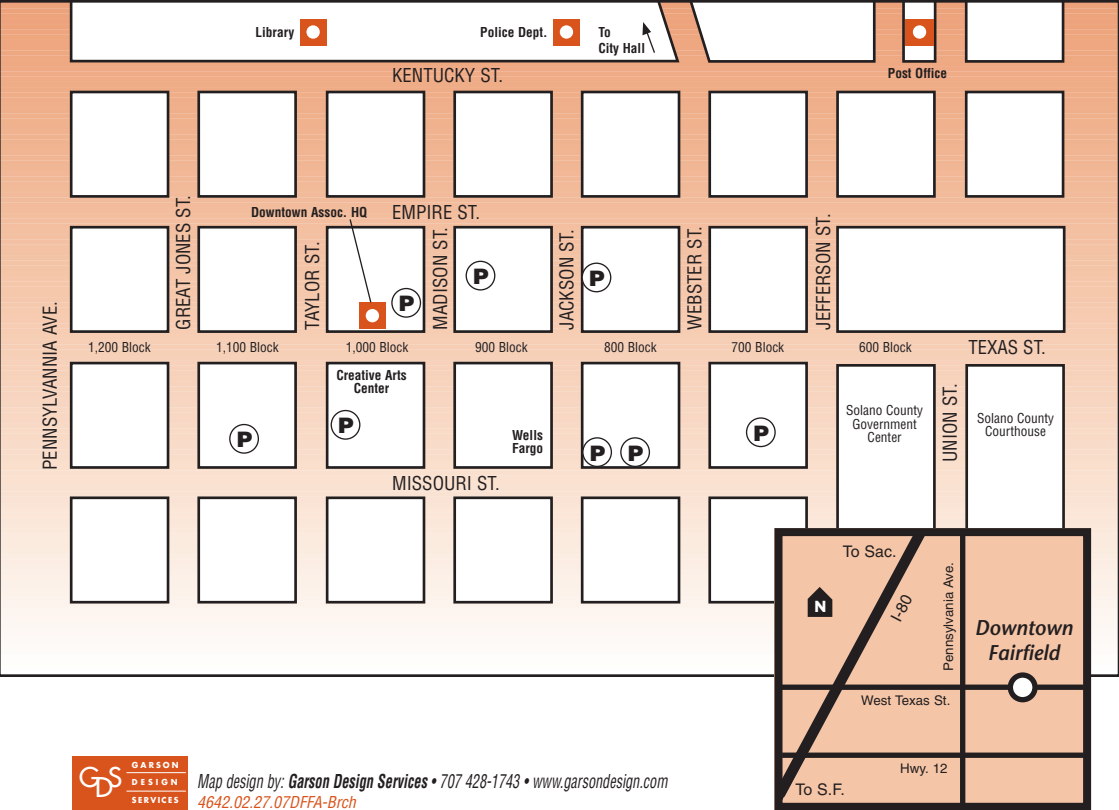 Library
Police Dept.
To
City Hall
Post Office
KENTUCKY ST.
Downtown Assoc. HQ
EMPIRE ST.
PENNSYLVANIA AVE.
GREAT JONES ST.
TAYLOR ST.
MADISON ST.
JACKSON ST.
WEBSTER ST.
JEFFERSON ST.
P
P
P
1,200 Block
1,100 Block
1,000 Block
900 Block
800 Block
700 Block
600 Block
TEXAS ST.
Creative Arts
Center
P
P
Wells
Fargo
P
P
P
Solano County
Government
Center
UNION ST.
Solano County
Courthouse
MISSOURI ST.
To Sac.
N
I-80
Pennsylvania Ave.
Downtown
Fairfield
West Texas St.
Hwy. 12
To S.F.
GDS
GARSON
DESIGN
SERVICES
Map design by: Garson Design Services • 707 428-1743 • www.garsondesign.com
4642.02.27.07DFFA-Brch